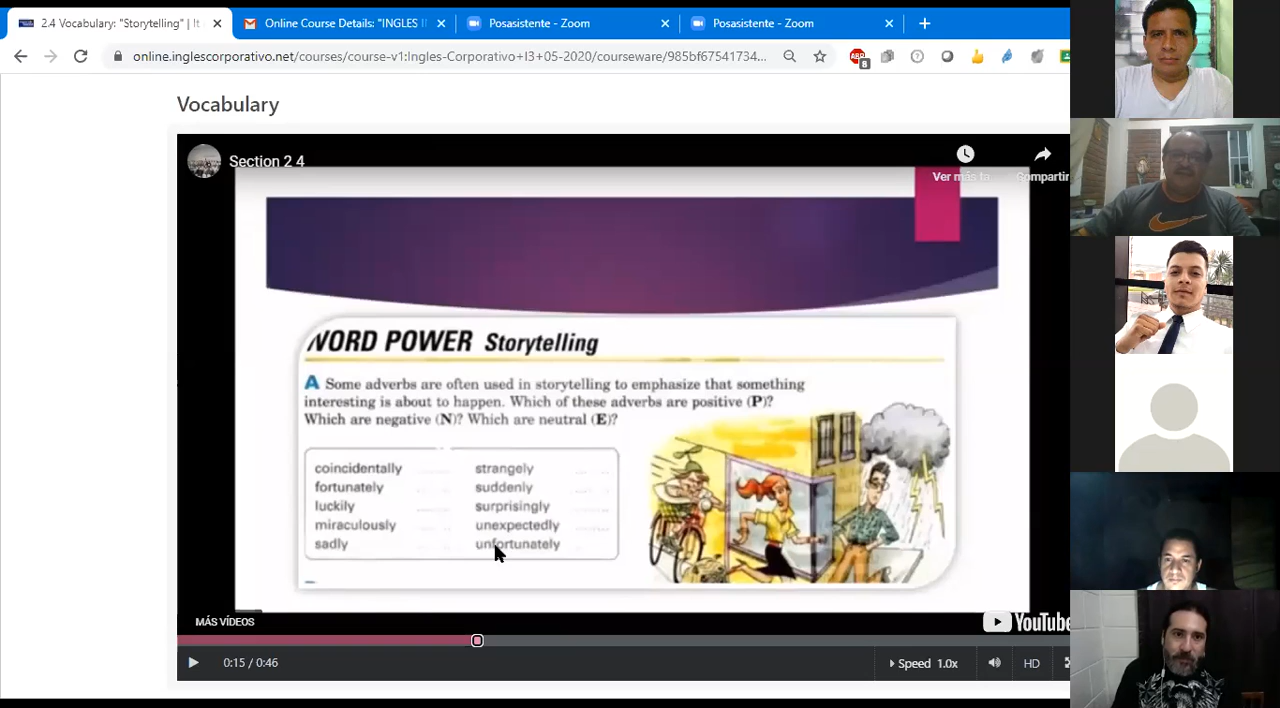 2.4 Vocabulary: "Storytelling" | It
Online Course Details: "INGLES I
Posasistente - Zoom
Posasistente - Zoom
online.inglescorporativo.net/courses/course-v1:Ingles-Corporativo+I3+05-2020/courseware/985bf67541734...
8
Vocabulary
Section 2 4
Ver más ta
Compartir
WORD POWER Storytelling
A Some adverbs are often used in storytelling to emphasize that something
interesting is about to happen. Which of these adverbs are positive (P)?
Which are negative (N)? Which are neutral (E)?
coincidentally
fortunately
luckily
miraculously
sadly
strangely
suddenly
surprisingly
unexpectedly
unfortunately
MÁS VÍDEOS
YouTube
0:15 / 0:46
Speed 1.0x
HD